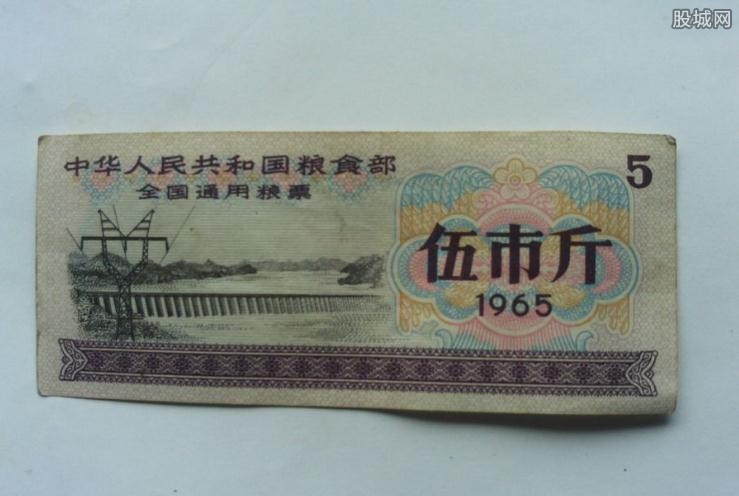 股城网
中华人民共和国粮食部
全国通用粮票
5
伍市斤
1965